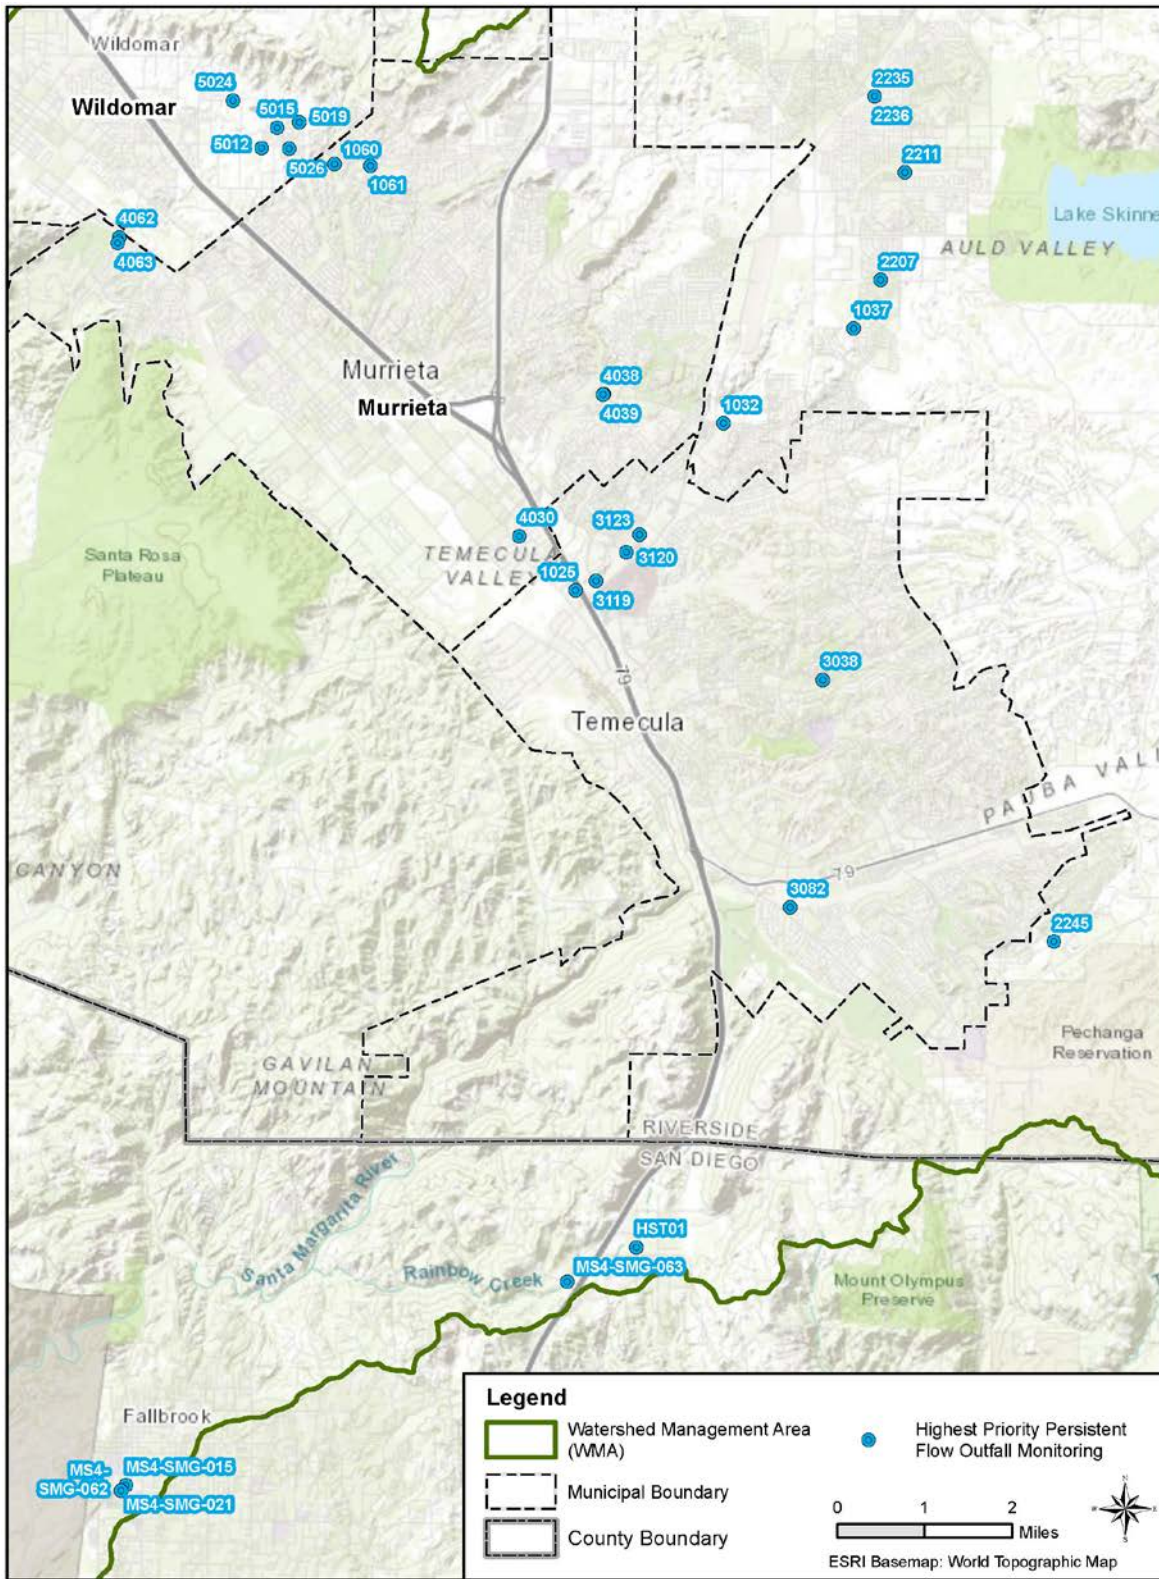 Wildomar
5024
2235
Wildomar
5015
5019
2236
5012
1060
5026
2211
1061
Lake Skinne
4062
AULD VALLEY
4063
2207
1037
Murrieta
4038
Murrieta
4039
1032
4030
3123
Santa Rosa
Plateau
TEMECULA
VALLEY
3120
1025
3119
79
3038
Temecula
PAUBA VALL
CANYON
79
3082
2245
Pechanga
Reservation
GAVILAN
MOUNTAIN
RIVERSIDE
SAN DIEGO
Santa Margarita River
HST01
Rainbow Creek
MS4-SMG-063
Mount Olympus
Preserve
Fallbrook
MS4-
SMG-062
MS4-SMG-015
MS4-SMG-021
Legend
Watershed Management Area
(WMA)
Highest Priority Persistent
Flow Outfall Monitoring
Municipal Boundary
County Boundary
N
W
E
S
0 1 2
Miles
ESRI Basemap: World Topographic Map